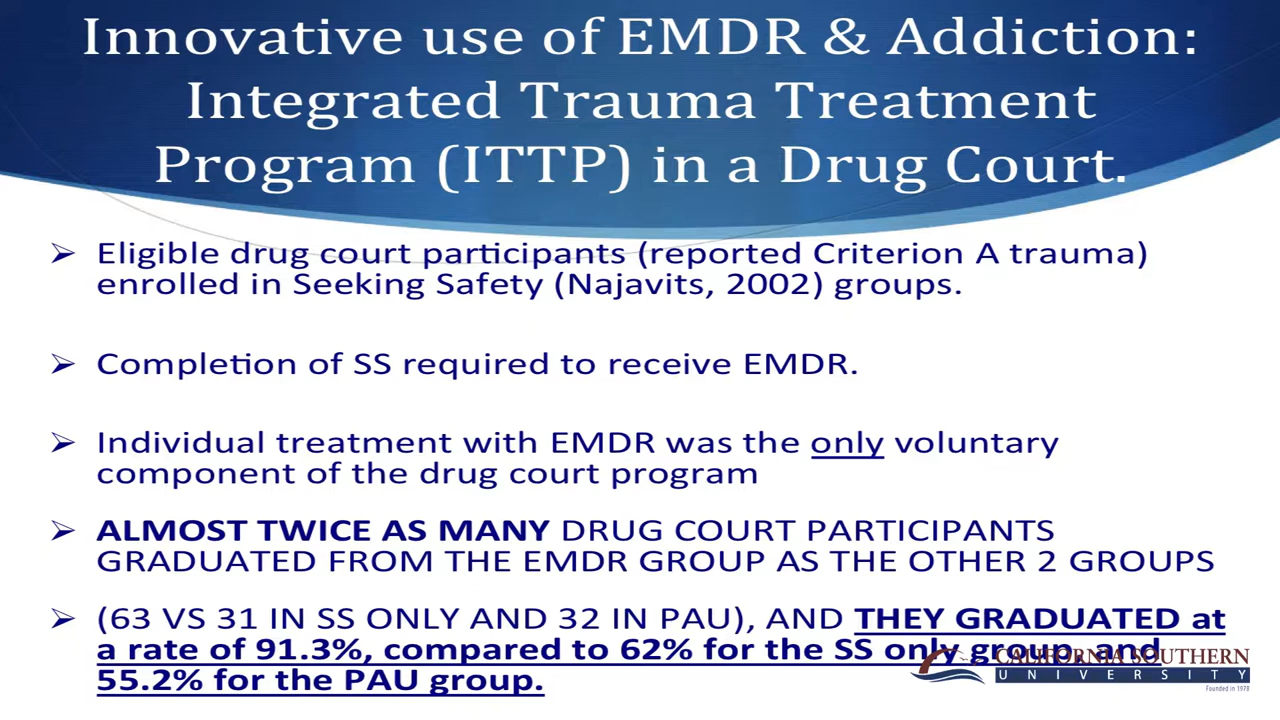 Innovative use of EMDR & Addiction:
Integrated Trauma Treatment
Program (ITTP) in a Drug Court.
➢ Eligible drug court participants (reported Criterion A trauma)
enrolled in Seeking Safety (Najavits, 2002) groups.
➢ Completion of SS required to receive EMDR.
➢ Individual treatment with EMDR was the only voluntary
component of the drug court program
➢ ALMOST TWICE AS MANY DRUG COURT PARTICIPANTS
GRADUATED FROM THE EMDR GROUP AS THE OTHER 2 GROUPS
➢ (63 VS 31 IN SS ONLY AND 32 IN PAU), AND THEY GRADUATED at
a rate of 91.3%, compared to 62% for the SS only group and
55.2% for the PAU group.
CALIFORNIA SOUTHERN
UNIVERSITY
Founded in 1978